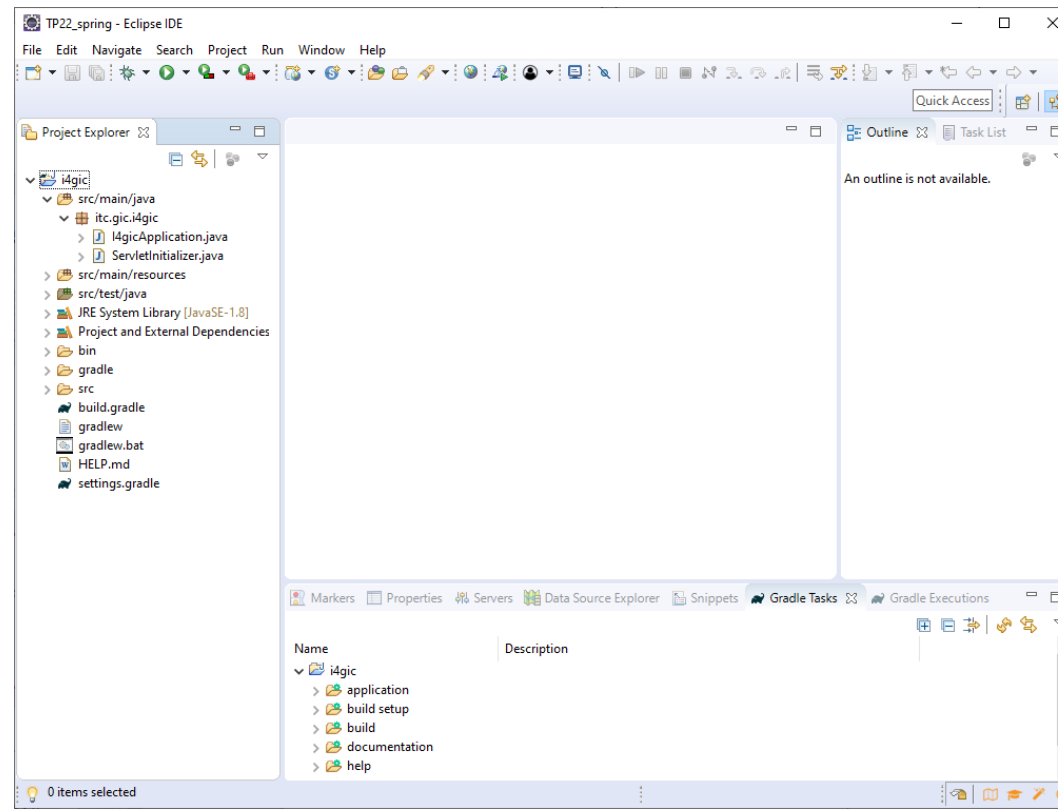 TP22_spring - Eclipse IDE
File Edit Navigate Search Project Run Window Help
Quick Access
Project Explorer
i4gic
src/main/java
itc.gic.i4gic
I4gicApplication.java
ServletInitializer.java
src/main/resources
src/test/java
JRE System Library [JavaSE-1.8]
Project and External Dependencies
bin
gradle
src
build.gradle
gradlew
gradlew.bat
HELP.md
settings.gradle
Outline Task List
An outline is not available.
Markers Properties Servers Data Source Explorer Snippets Gradle Tasks Gradle Executions
Name Description
i4gic
application
build setup
build
documentation
help
0 items selected